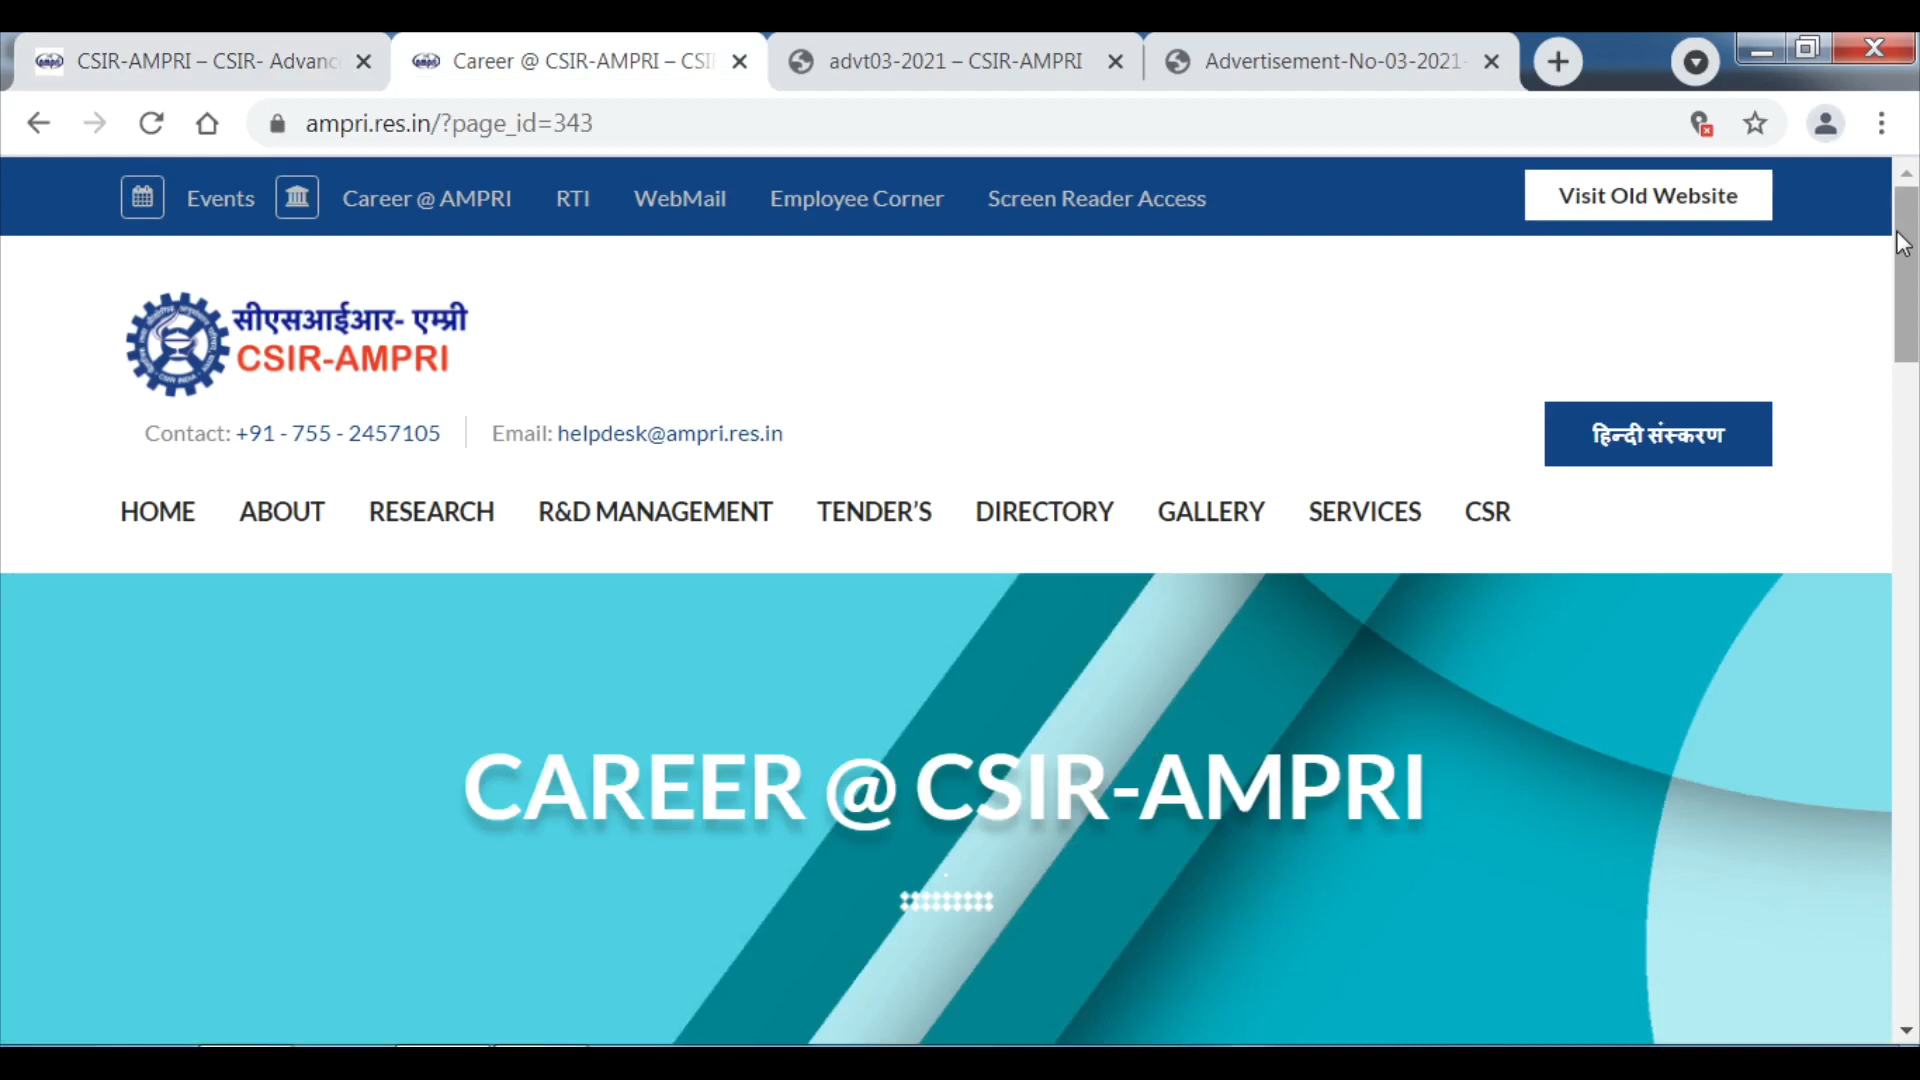 CSIR-AMPRI – CSIR- Advanc
Career @ CSIR-AMPRI – CSI
advt03-2021 – CSIR-AMPRI
Advertisement-No-03-2021-
ampri.res.in/?page_id=343
Events
Career @ AMPRI
RTI
WebMail
Employee Corner
Screen Reader Access
Visit Old Website
सीएसआईआर- एम्प्री
CSIR-AMPRI
Contact: +91 - 755 - 2457105
Email: helpdesk@ampri.res.in
हिन्दी संस्करण
HOME
ABOUT
RESEARCH
R&D MANAGEMENT
TENDER’S
DIRECTORY
GALLERY
SERVICES
CSR
CAREER @ CSIR-AMPRI